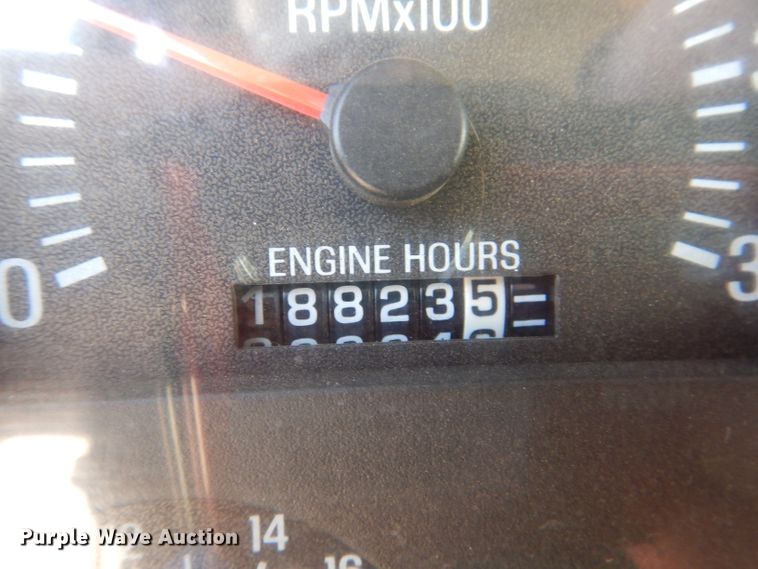 RPMx100
0
3
ENGINE HOURS
188235
14
16
Purple Wave Auction